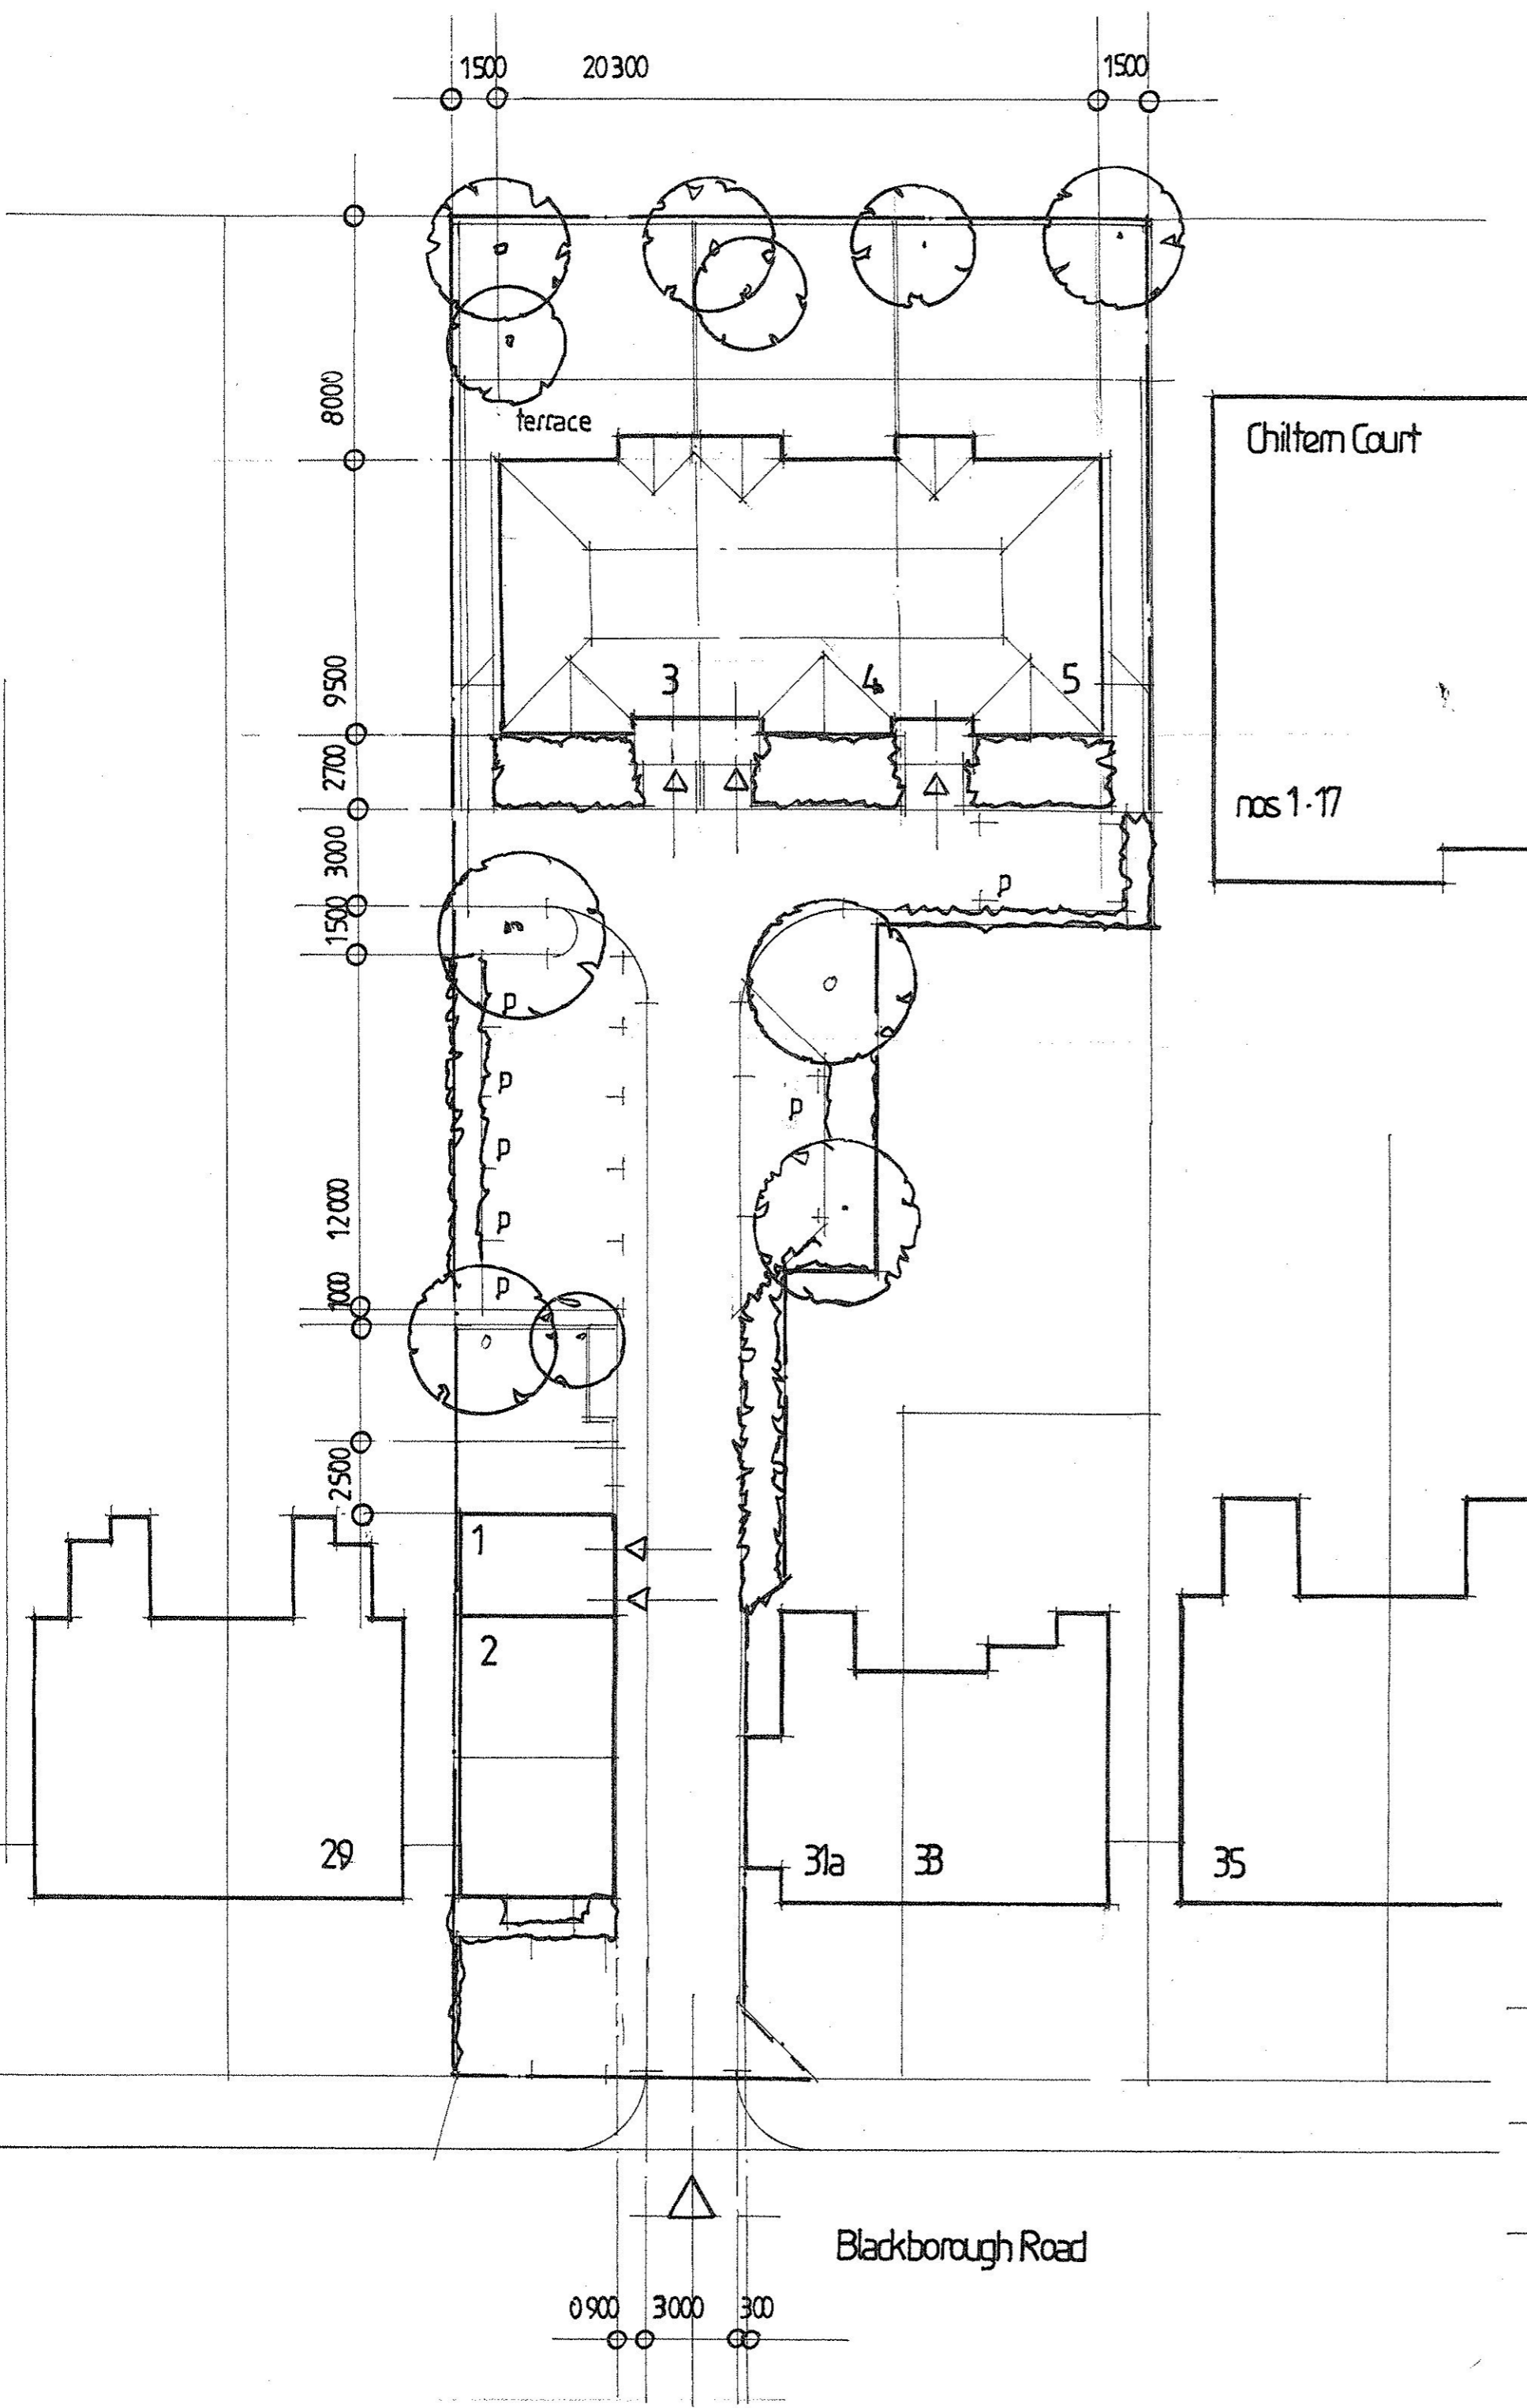 1500 20300 1500
8000
terrace
Chiltern Court
9500
3 4 5
2700
nos 1-17
3000
P
1500
P
P
P
P
12000
P
P
1000
2500
1
2
29
31a 33 35
Blackborough Road
0900 3000 300